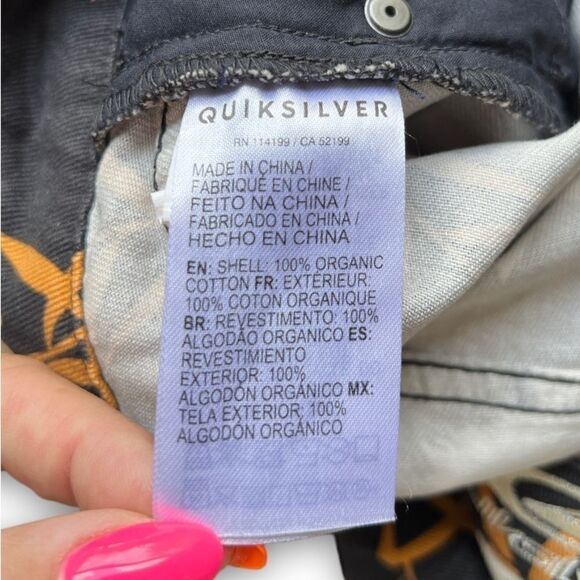 QUIKSILVER
RN 114199 / CA 52199
MADE IN CHINA /
FABRIQUÉ EN CHINE /
FEITO NA CHINA /
FABRICADO EN CHINA /
HECHO EN CHINA
EN: SHELL: 100% ORGANIC
COTTON FR: EXTÉRIEUR:
100% COTON ORGANIQUE
BR: REVESTIMENTO: 100%
ALGODÃO ORGÂNICO ES:
REVESTIMIENTO
EXTERIOR: 100%
ALGODÓN ORGÁNICO MX:
TELA EXTERIOR: 100%
ALGODÓN ORGÁNICO